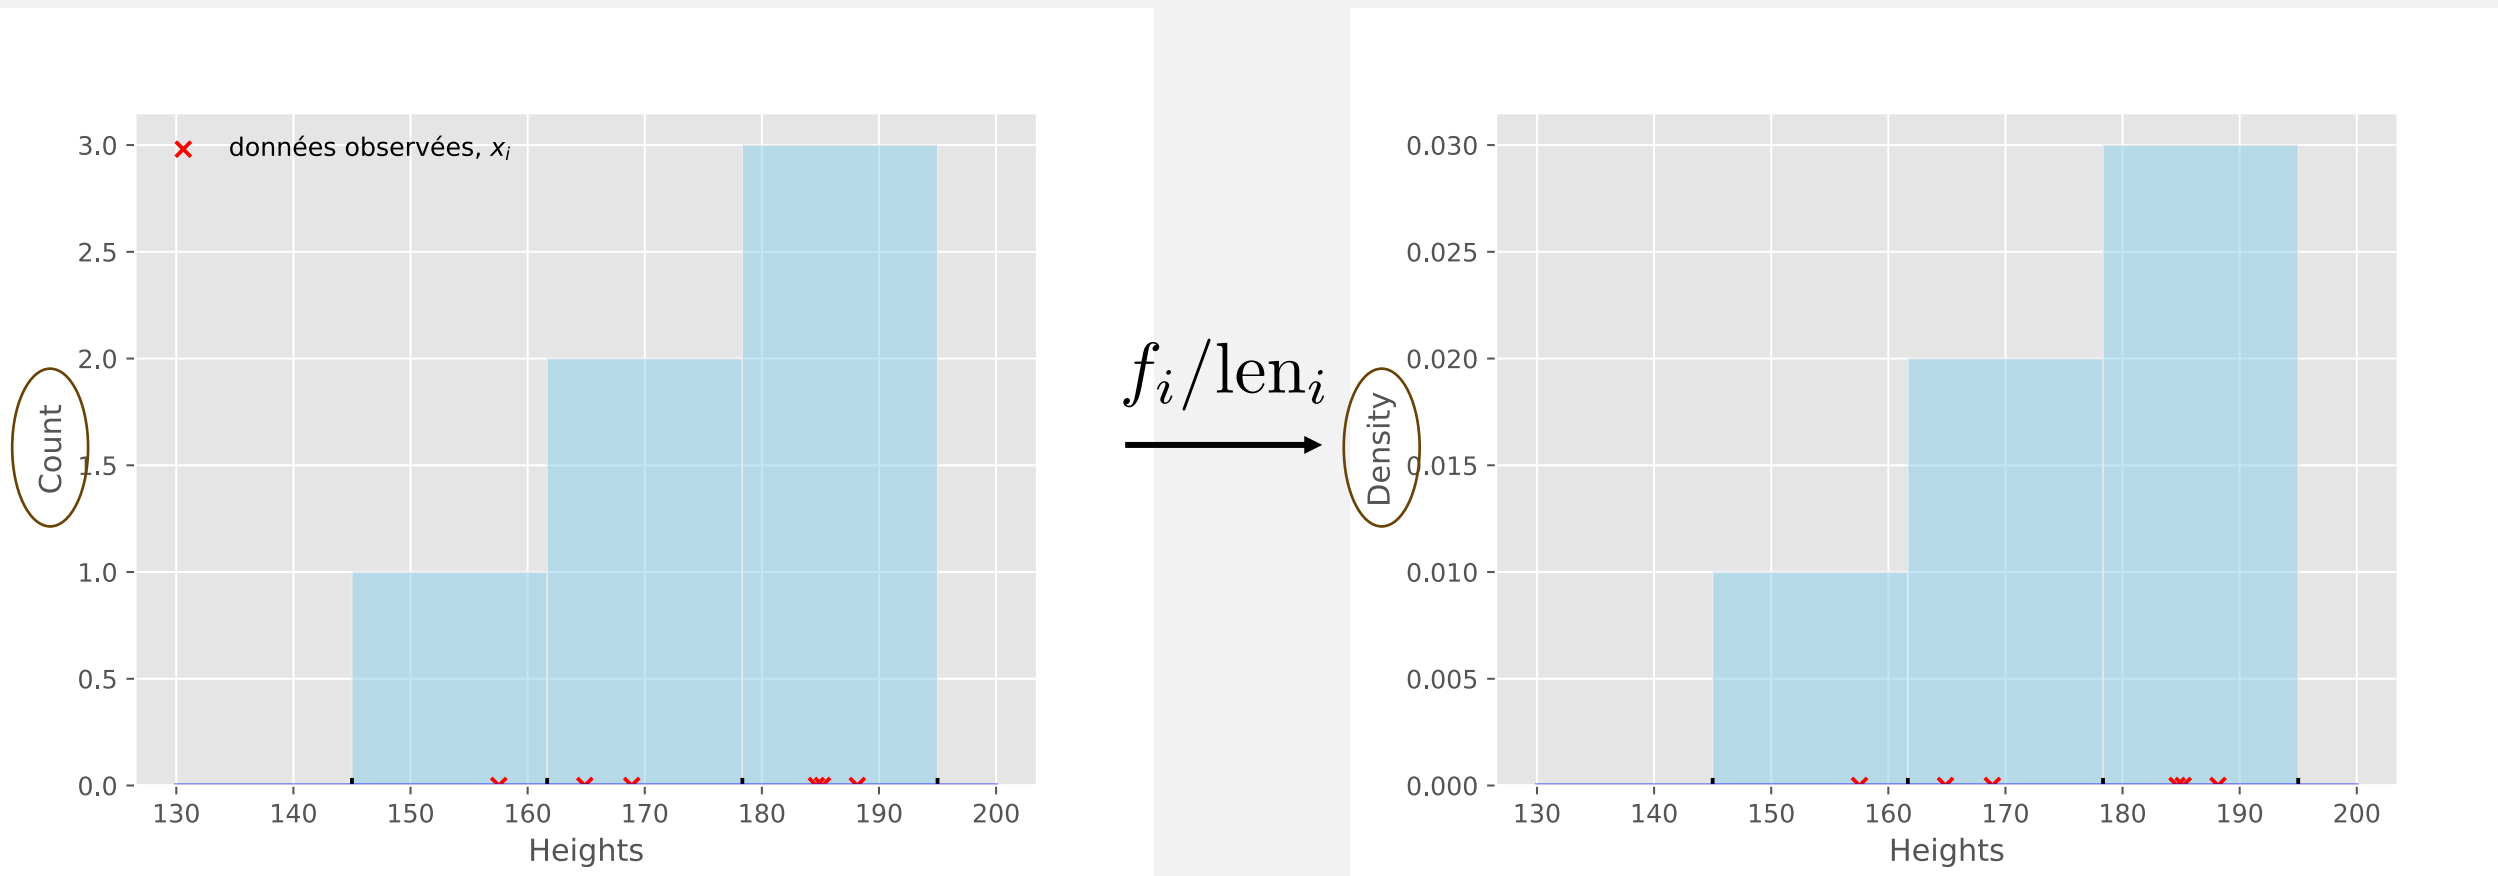 données observées, xᵢ
3.0
2.5
2.0
1.5
1.0
0.5
0.0
Count
130 140 150 160 170 180 190 200
Heights
fᵢ/lenᵢ
0.030
0.025
0.020
0.015
0.010
0.005
0.000
Density
130 140 150 160 170 180 190 200
Heights